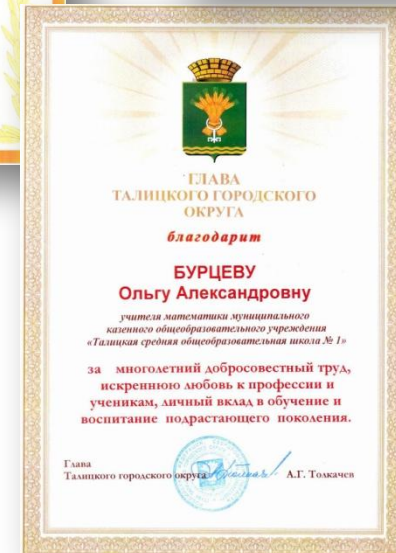 ГЛАВА
ТАЛИЦКОГО ГОРОДСКОГО
ОКРУГА
благодарит
БУРЦЕВУ
Ольгу Александровну
учителя математики муниципального
казенного общеобразовательного учреждения
«Талицкая средняя общеобразовательная школа № 1»
за многолетний добросовестный труд,
искреннюю любовь к профессии и
ученикам, личный вклад в обучение и
воспитание подрастающего поколения.
Глава
Талицкого городского округа А.Г. Толкачев